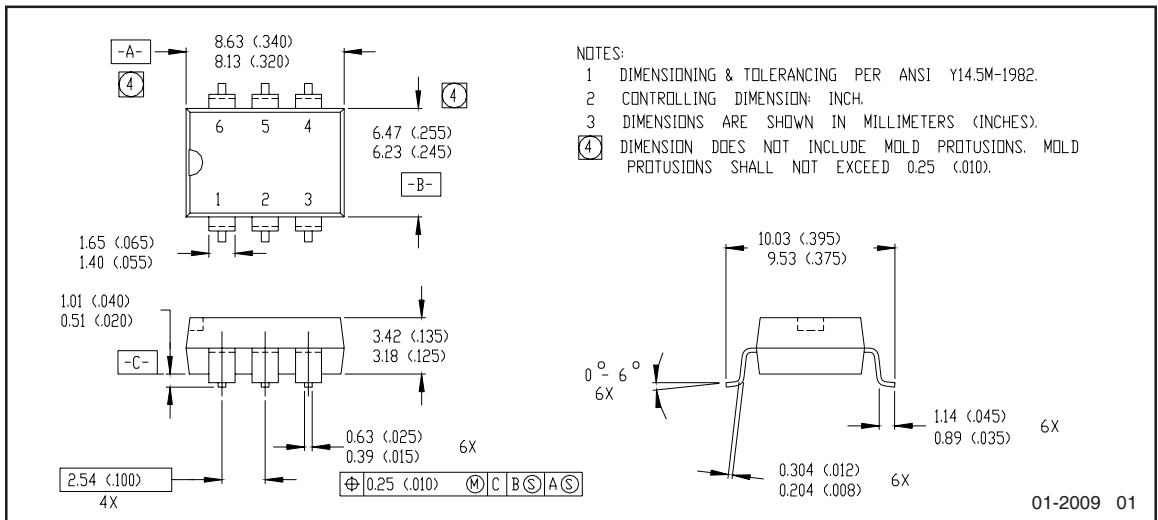 -A-
8.63 (.340)
8.13 (.320)
4
4
6 5 4
1 2 3
6.47 (.255)
6.23 (.245)
-B-
1.65 (.065)
1.40 (.055)
NOTES:
1 DIMENSIONING & TOLERANCING PER ANSI Y14.5M-1982.
2 CONTROLLING DIMENSION: INCH.
3 DIMENSIONS ARE SHOWN IN MILLIMETERS (INCHES).
4 DIMENSION DOES NOT INCLUDE MOLD PROTUSIONS. MOLD
PROTUSIONS SHALL NOT EXCEED 0.25 (.010).
1.01 (.040)
0.51 (.020)
-C-
3.42 (.135)
3.18 (.125)
0.63 (.025)
0.39 (.015)
6X
2.54 (.100)
4X
⌖ 0.25 (.010) Ⓜ C B Ⓢ A Ⓢ
10.03 (.395)
9.53 (.375)
0° - 6°
6X
1.14 (.045)
0.89 (.035)
6X
0.304 (.012)
0.204 (.008)
6X
01-2009 01